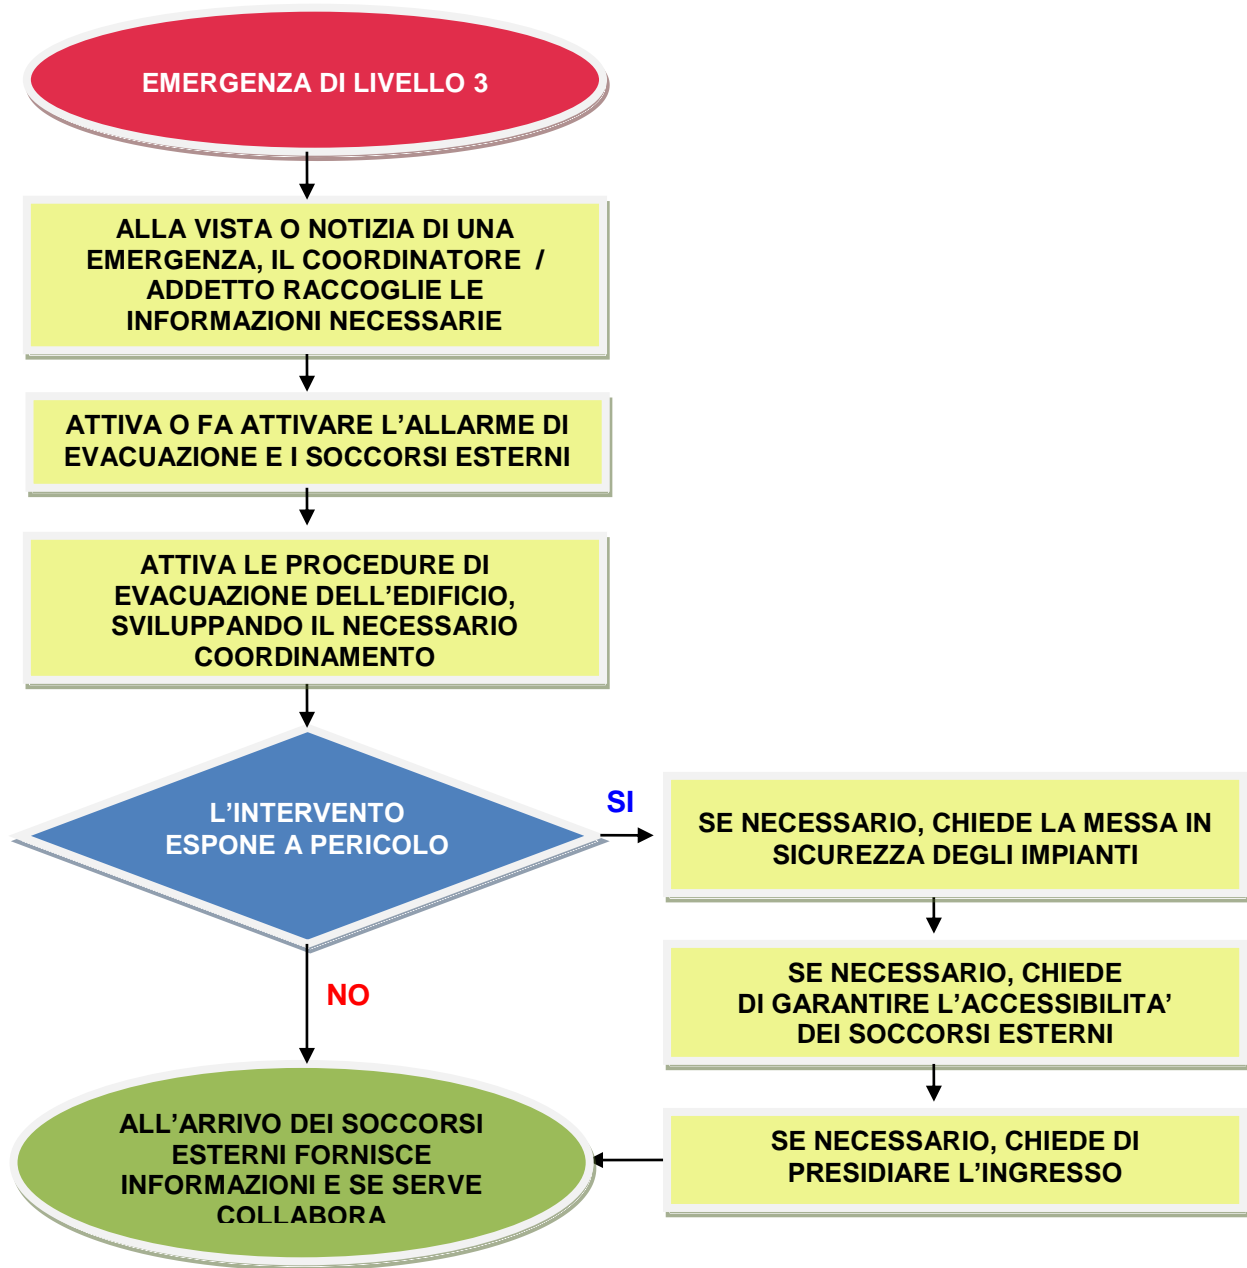 EMERGENZA DI LIVELLO 3
ALLA VISTA O NOTIZIA DI UNA
EMERGENZA, IL COORDINATORE /
ADDETTO RACCOGLIE LE
INFORMAZIONI NECESSARIE
ATTIVA O FA ATTIVARE L’ALLARME DI
EVACUAZIONE E I SOCCORSI ESTERNI
ATTIVA LE PROCEDURE DI
EVACUAZIONE DELL’EDIFICIO,
SVILUPPANDO IL NECESSARIO
COORDINAMENTO
L’INTERVENTO
ESPONE A PERICOLO
SI
SE NECESSARIO, CHIEDE LA MESSA IN
SICUREZZA DEGLI IMPIANTI
SE NECESSARIO, CHIEDE
DI GARANTIRE L’ACCESSIBILITA’
DEI SOCCORSI ESTERNI
SE NECESSARIO, CHIEDE DI
PRESIDIARE L’INGRESSO
NO
ALL’ARRIVO DEI SOCCORSI
ESTERNI FORNISCE
INFORMAZIONI E SE SERVE
COLLABORA